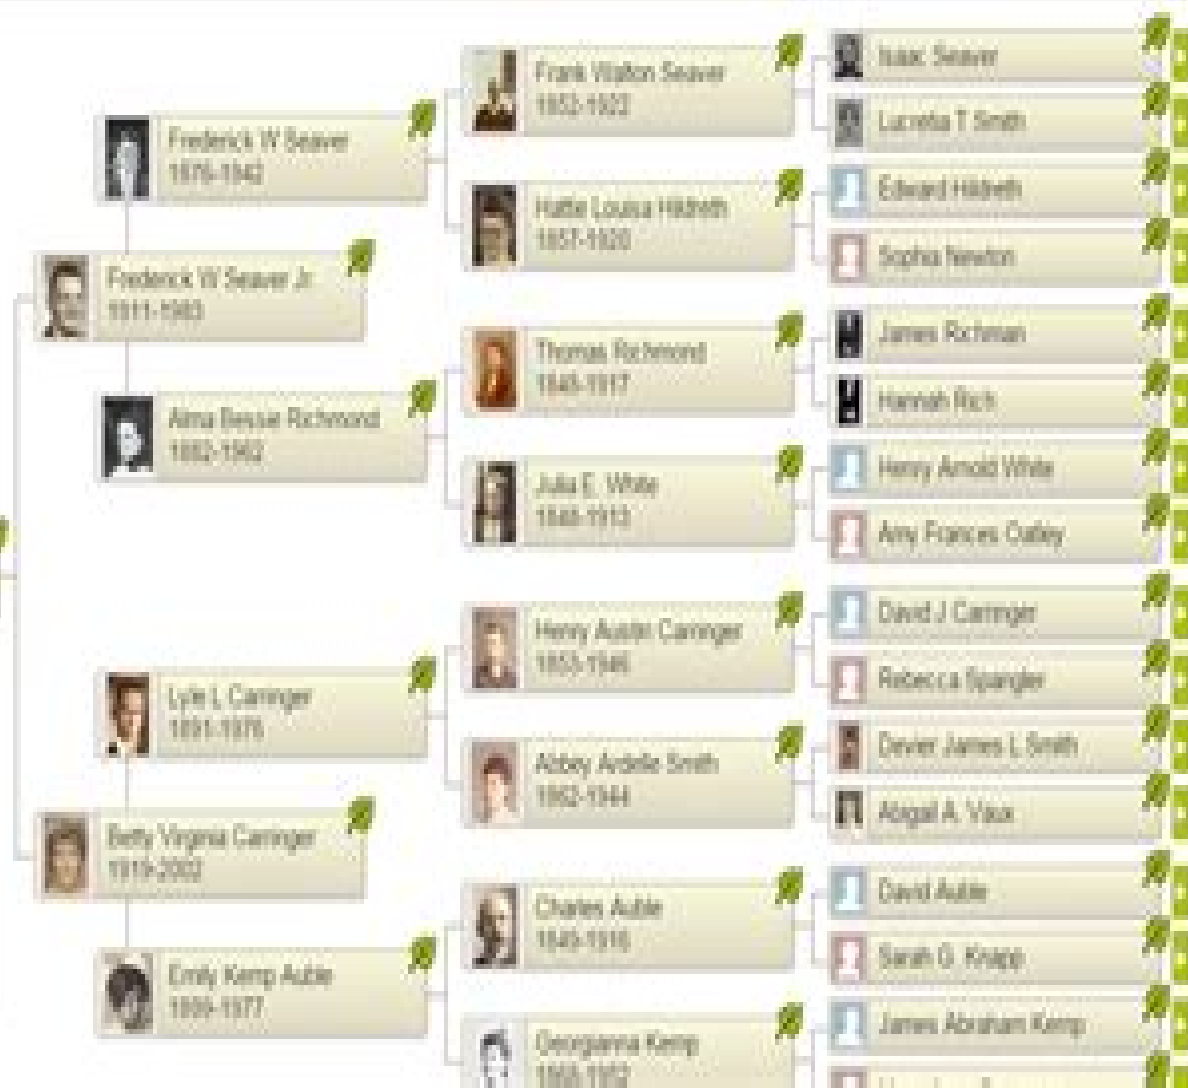 Frederick W Seaver
1876-1942
Frederick W Seaver Jr.
1911-1983
Alma Bessie Richmond
1882-1962
Lyle L Carringer
1891-1976
Betty Virginia Carringer
1919-2002
Emily Kemp Auble
1899-1977
Frank Walton Seaver
1852-1922
Hattie Louisa Hildreth
1857-1920
Thomas Richmond
1848-1917
Julia E. White
1848-1913
Henry Austin Carringer
1853-1946
Abbey Ardelle Smith
1862-1944
Charles Auble
1849-1916
Georgianna Kemp
1868-1952
Isaac Seaver
Lucretia T Smith
Edward Hildreth
Sophia Newton
James Richman
Hannah Rich
Henry Arnold White
Amy Frances Oatley
David J Carringer
Rebecca Spangler
Devier James L Smith
Abigail A. Vaux
David Auble
Sarah G. Knapp
James Abraham Kemp